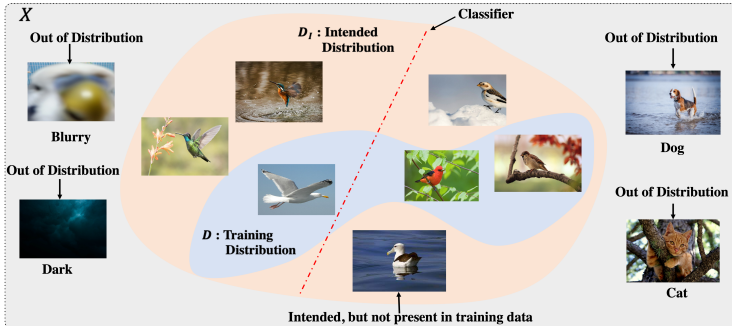 X
Classifier
Out of Distribution
D_I : Intended
Distribution
Out of Distribution
Blurry
Dog
Out of Distribution
Out of Distribution
D : Training
Distribution
Dark
Cat
Intended, but not present in training data